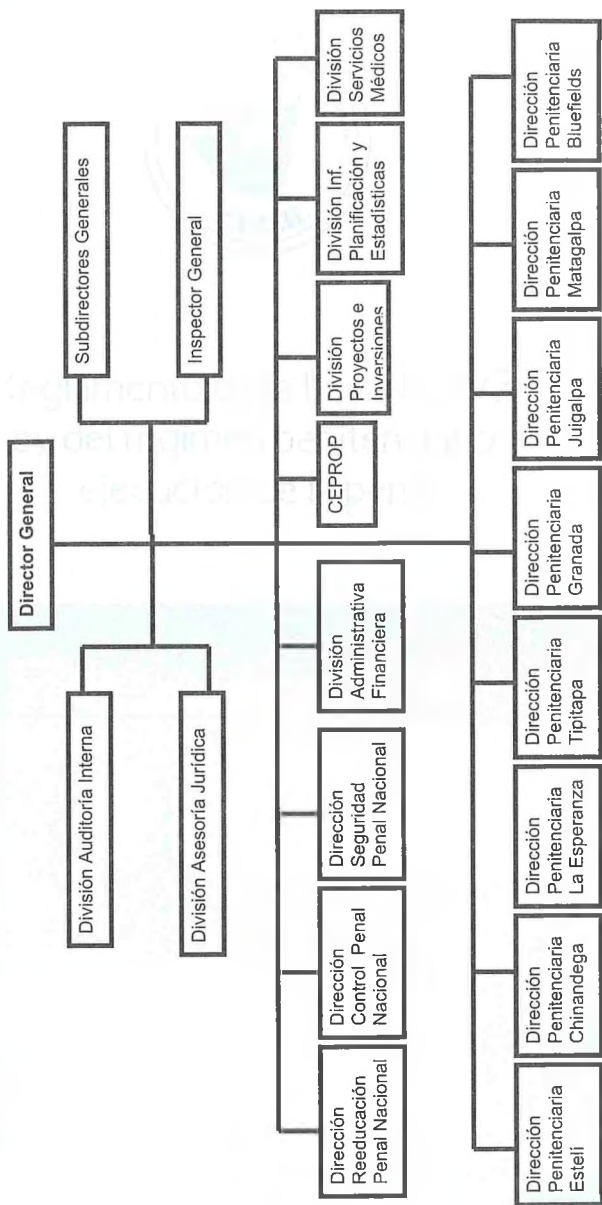 Director General
División Auditoría Interna
Subdirectores Generales
División Asesoría Jurídica
Inspector General
Dirección
Reeducación
Penal Nacional
Dirección
Control Penal
Nacional
Dirección
Seguridad
Penal Nacional
División
Administrativa
Financiera
CEPROP
División
Proyectos e
Inversiones
División Inf.
Planificación y
Estadísticas
División
Servicios
Médicos
Dirección
Penitenciaria
Estelí
Dirección
Penitenciaria
Chinandega
Dirección
Penitenciaria
La Esperanza
Dirección
Penitenciaria
Tipitapa
Dirección
Penitenciaria
Granada
Dirección
Penitenciaria
Juigalpa
Dirección
Penitenciaria
Matagalpa
Dirección
Penitenciaria
Bluefields